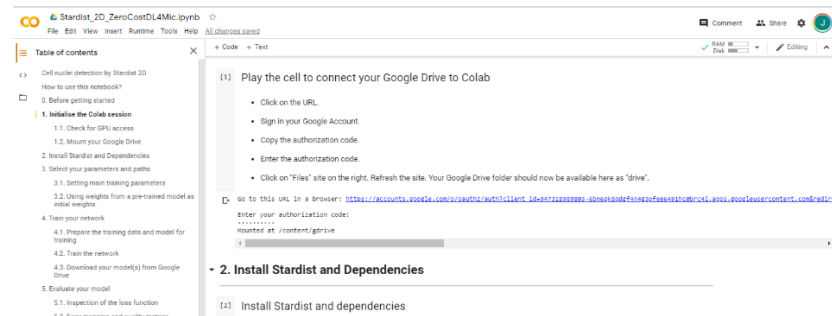 Stardist_2D_ZeroCostDL4Mic.ipynb
File Edit View Insert Runtime Tools Help All changes saved
Comment Share J
Table of contents
+ Code + Text
RAM
Disk
Editing
Cell nuclei detection by Stardist 2D
How to use this notebook?
0. Before getting started
1. Initialise the Colab session
1.1. Check for GPU access
1.2. Mount your Google Drive
2. Install Stardist and Dependencies
3. Select your parameters and paths
3.1. Setting main training parameters
3.2. Using weights from a pre-trained model as
initial weights
4. Train your network
4.1. Prepare the training data and model for
training
4.2. Train the network
4.3. Download your model(s) from Google
Drive
5. Evaluate your model
5.1. Inspection of the loss function
5.2. Error mapping and quality metrics
[1] Play the cell to connect your Google Drive to Colab
• Click on the URL.
• Sign in your Google Account.
• Copy the authorization code.
• Enter the authorization code.
• Click on "Files" site on the right. Refresh the site. Your Google Drive folder should now be available here as "drive".
Go to this URL in a browser:
Enter your authorization code:
··········
Mounted at /content/gdrive
2. Install Stardist and Dependencies
[2] Install Stardist and dependencies